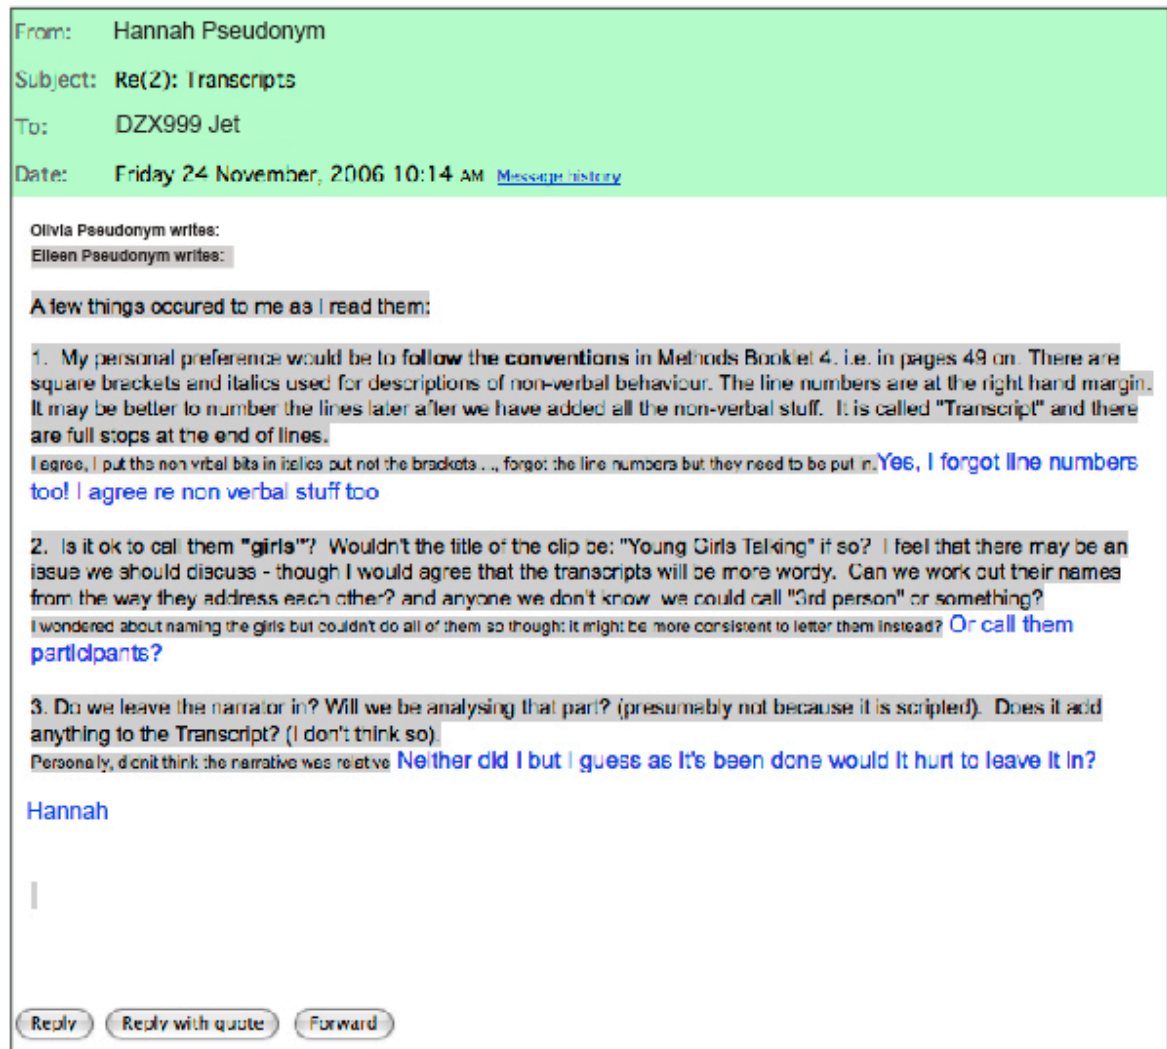 From: Hannah Pseudonym
Subject: Re(2): Transcripts
To: DZX999 Jet
Date: Friday 24 November, 2006 10:14 AM Message history
Olivia Pseudonym writes:
Eileen Pseudonym writes:
A few things occured to me as I read them:
1. My personal preference would be to follow the conventions in Methods Booklet 4. i.e. in pages 49 on. There are
square brackets and italics used for descriptions of non-verbal behaviour. The line numbers are at the right hand margin.
It may be better to number the lines later after we have added all the non-verbal stuff. It is called "Transcript" and there
are full stops at the end of lines.
I agree, I put the non vrbal bits in italics put not the brackets ..., forgot the line numbers but they need to be put in. Yes, I forgot line numbers
too! I agree re non verbal stuff too
2. Is it ok to call them "girls"? Wouldn't the title of the clip be: "Young Girls Talking" if so? I feel that there may be an
issue we should discuss - though I would agree that the transcripts will be more wordy. Can we work out their names
from the way they address each other? and anyone we don't know we could call "3rd person" or something?
I wondered about naming the girls but couldn't do all of them so thought it might be more consistent to letter them instead? Or call them
participants?
3. Do we leave the narrator in? Will we be analysing that part? (presumably not because it is scripted). Does it add
anything to the Transcript? (I don't think so).
Personally, didnit think the narrative was relative Neither did I but I guess as it's been done would it hurt to leave it in?
Hannah
Reply Reply with quote Forward